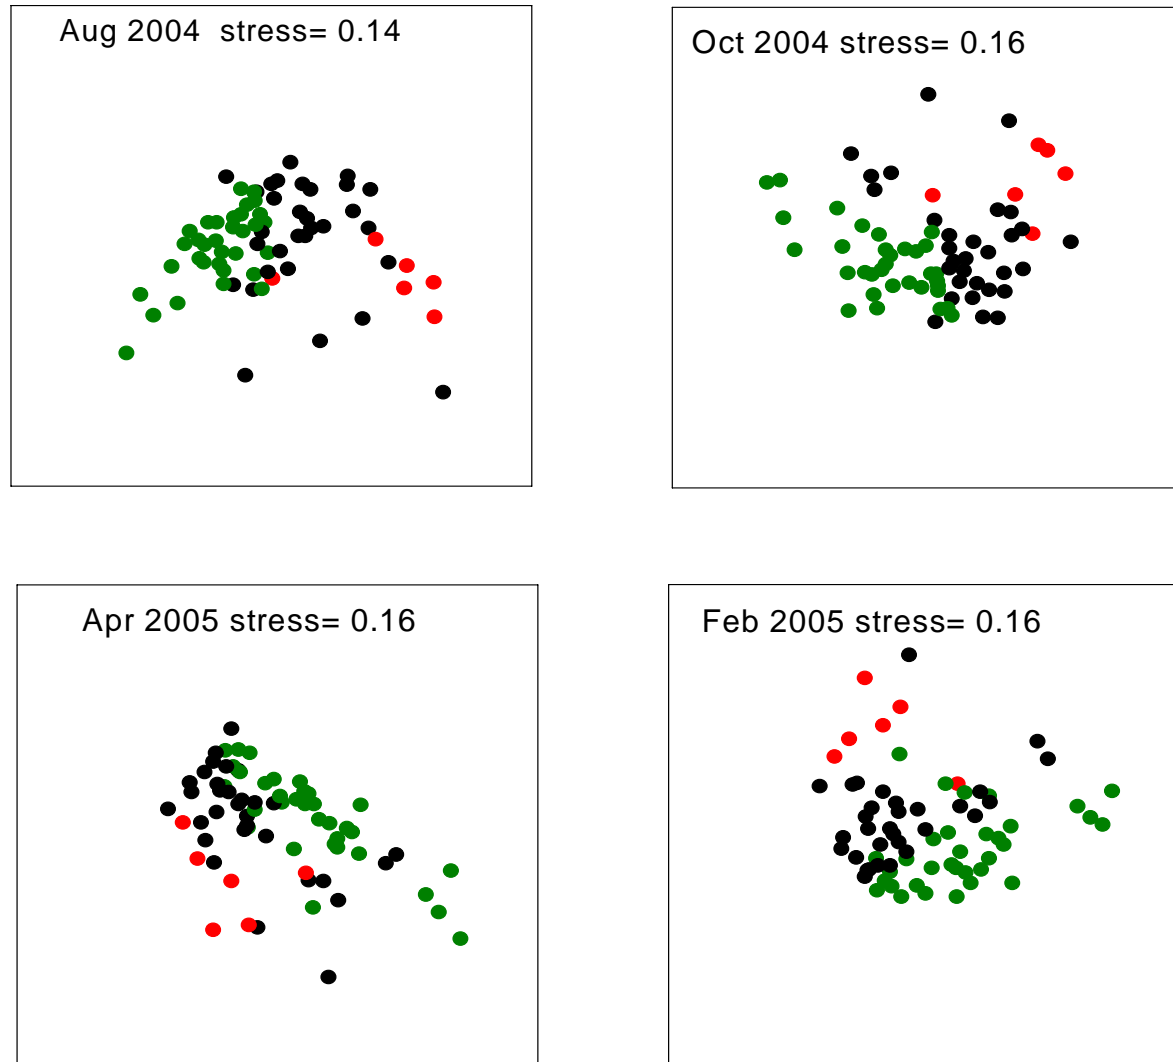 Aug 2004  stress= 0.14
Oct 2004 stress= 0.16
Apr 2005 stress= 0.16
Feb 2005 stress= 0.16